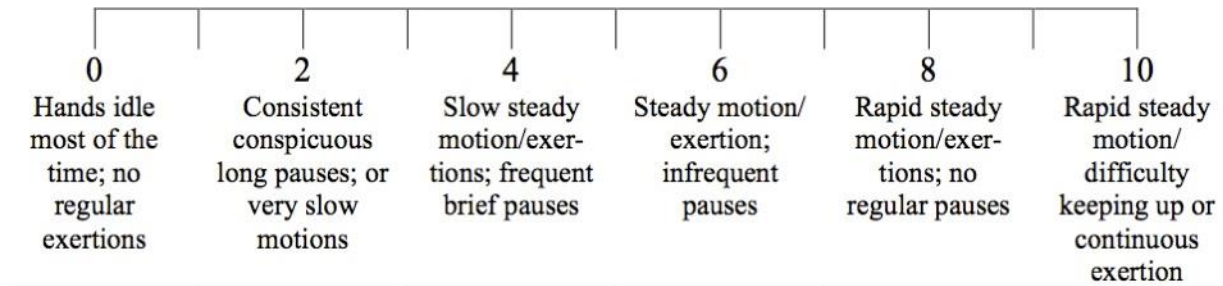 0
Hands idle
most of the
time; no
regular
exertions
2
Consistent
conspicuous
long pauses; or
very slow
motions
4
Slow steady
motion/exer-
tions; frequent
brief pauses
6
Steady motion/
exertion;
infrequent
pauses
8
Rapid steady
motion/exer-
tions; no
regular pauses
10
Rapid steady
motion/
difficulty
keeping up or
continuous
exertion